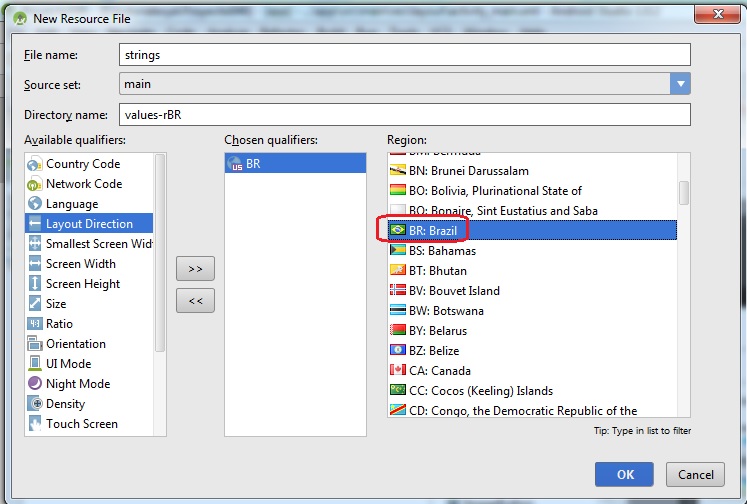 New Resource File
File name:
strings
Source set:
main
Directory name:
values-rBR
Available qualifiers:
Country Code
Network Code
Language
Layout Direction
Smallest Screen Widt
Screen Width
Screen Height
Size
4:3 Ratio
Orientation
UI Mode
Night Mode
Density
Touch Screen
>>
<<
Chosen qualifiers:
US BR
Region:
BN: Brunei Darussalam
BO: Bolivia, Plurinational State of
BQ: Bonaire, Sint Eustatius and Saba
BR: Brazil
BS: Bahamas
BT: Bhutan
BV: Bouvet Island
BW: Botswana
BY: Belarus
BZ: Belize
CA: Canada
CC: Cocos (Keeling) Islands
CD: Congo, the Democratic Republic of the
Tip: Type in list to filter
OK
Cancel